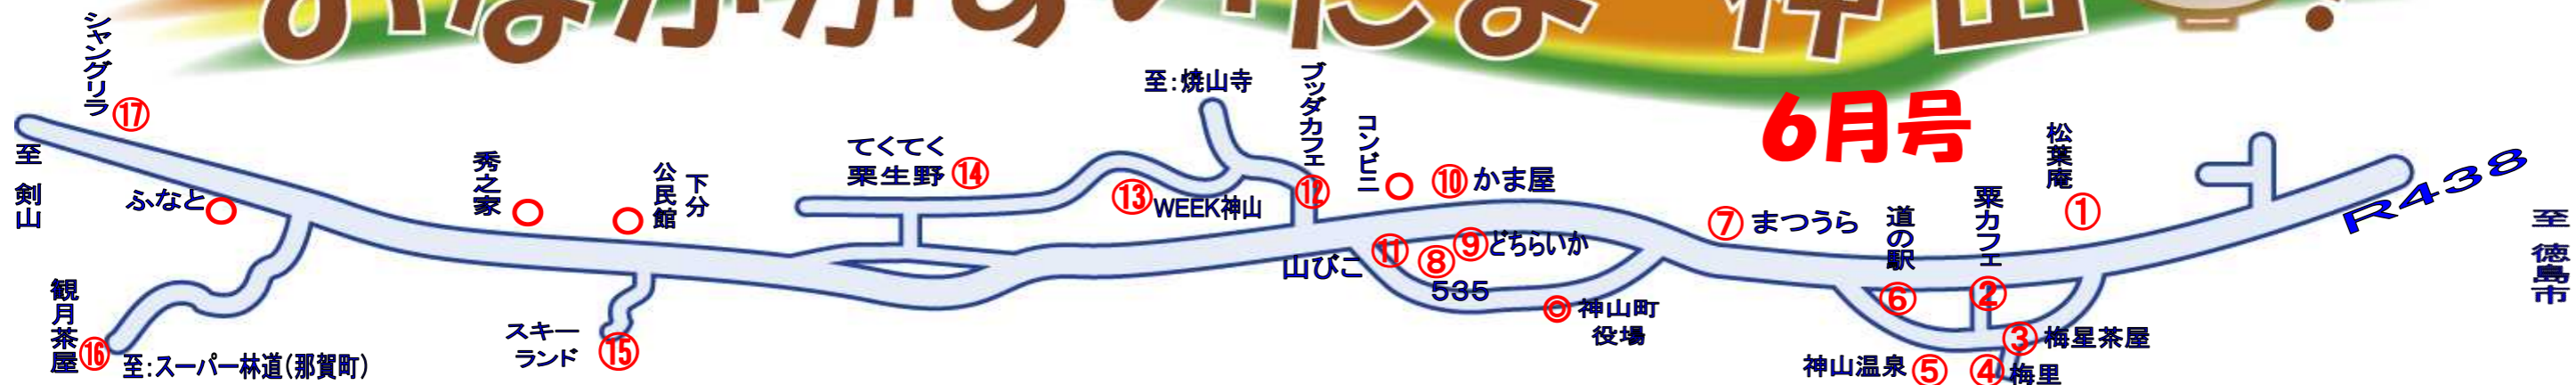 6月号
シャングリラ
⑰
至 剣山
ふなと
秀之家
下分
公民館
てくてく
粟生野 ⑭
至:焼山寺
⑬
WEEK神山
ブッダカフェ
⑫
コンビニ
⑩ かま屋
⑦ まつうら
道の駅
⑥
粟カフェ
②
松葉庵
①
R438
至 徳島市
観月茶屋
⑯
至:スーパー林道(那賀町)
スキー
ランド
⑮
山びこ
⑪
⑧
535
⑨どちらいか
◎神山町
役場
③梅星茶屋
神山温泉⑤
④梅里